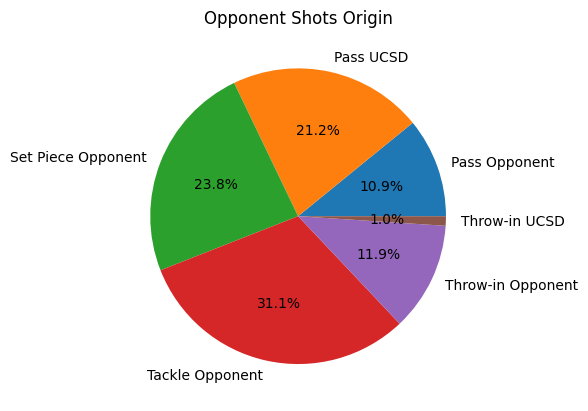 Opponent Shots Origin
Pass UCSD
21.2%
Set Piece Opponent
23.8%
Pass Opponent
10.9%
1.0%
Throw-in UCSD
11.9%
Throw-in Opponent
31.1%
Tackle Opponent